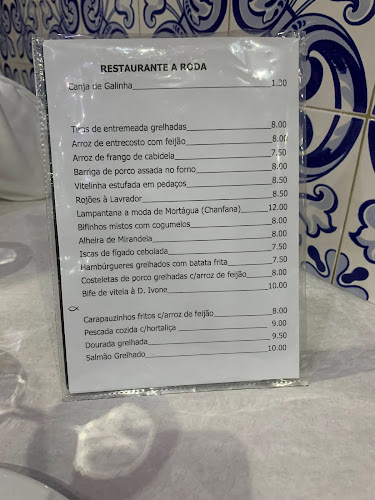 RESTAURANTE A RODA
Canja de Galinha 1.30
Tiras de entremeada grelhadas 8.00
Arroz de entrecosto com feijão 8.00
Arroz de frango de cabidela 7.50
Barriga de porco assada no forno 8.00
Vitelinha estufada em pedaços 8.50
Rojões à Lavrador 8.50
Lampantana a moda de Mortágua (Chanfana) 12.00
Bifinhos mistos com cogumelos 8.00
Alheira de Mirandela 8.00
Iscas de fígado cebolada 7.50
Hambúrgueres grelhados com batata frita 7.50
Costeletas de porco grelhadas c/arroz de feijão 8.00
Bife de vitela à D. Ivone 10.00
Carapauzinhos fritos c/arroz de feijão 8.00
Pescada cozida c/hortaliça 9.00
Dourada grelhada 9.50
Salmão Grelhado 10.00